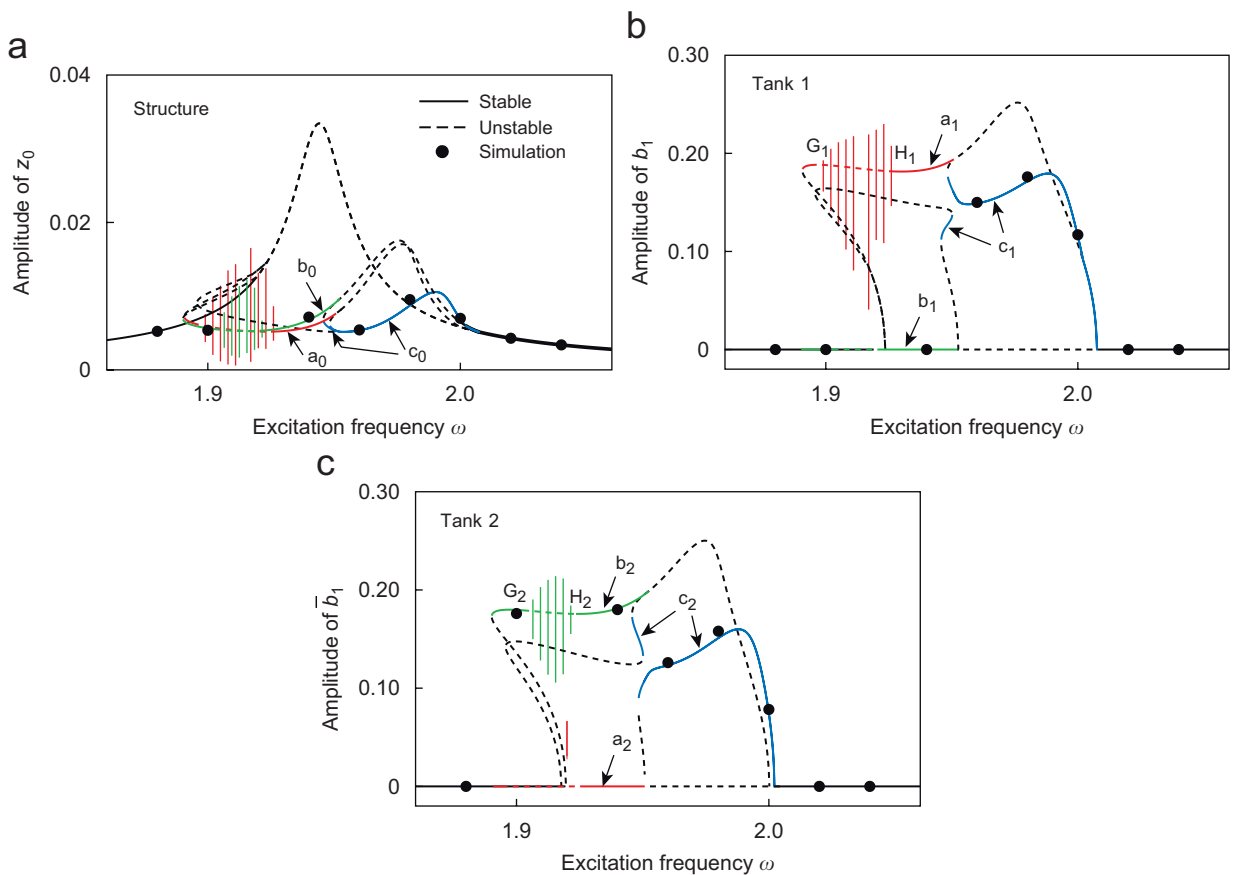 a
0.04
Structure
Stable
Unstable
Simulation
0.02
0
Amplitude of z0
b0
a0
c0
1.9
2.0
Excitation frequency ω
b
0.30
Tank 1
0.20
0.10
0
Amplitude of b1
G1
H1
a1
c1
b1
1.9
2.0
Excitation frequency ω
c
0.30
Tank 2
0.20
0.10
0
Amplitude of b̅1
G2
H2
b2
c2
a2
1.9
2.0
Excitation frequency ω